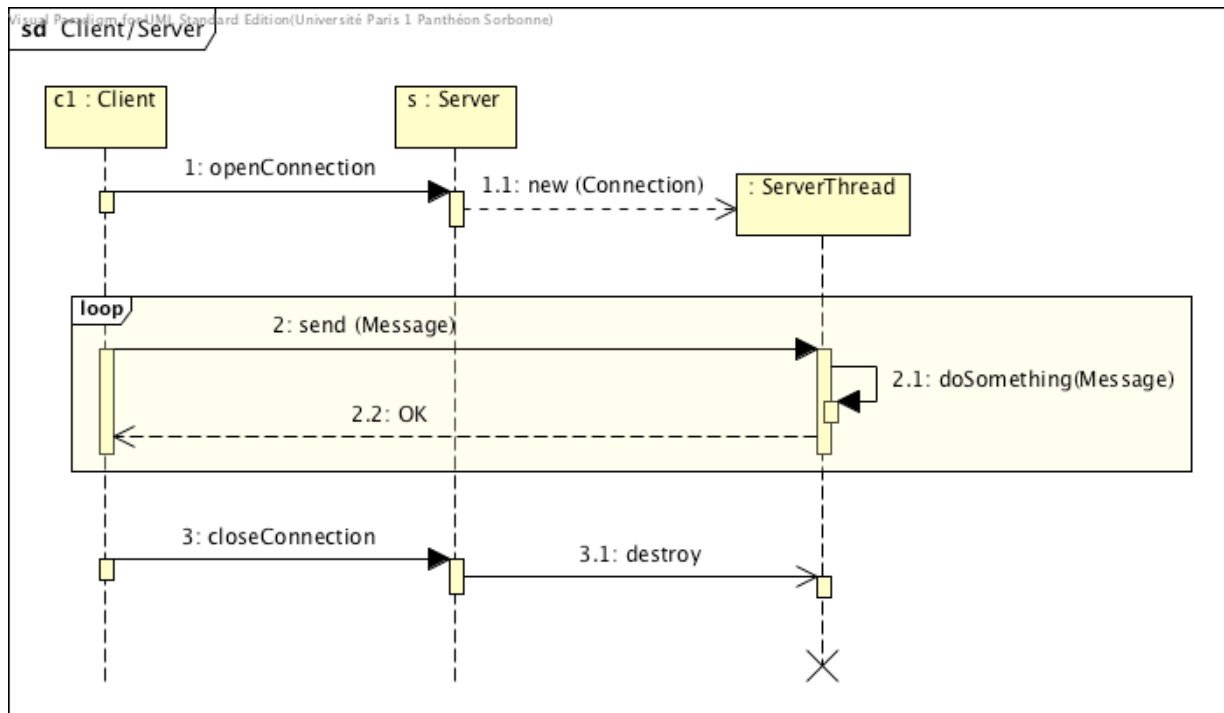 Visual Paradigm for UML Standard Edition(Université Paris 1 Panthéon Sorbonne)
sd Client/Server
c1 : Client
s : Server
1: openConnection
1.1: new (Connection)
: ServerThread
loop
2: send (Message)
2.1: doSomething(Message)
2.2: OK
3: closeConnection
3.1: destroy